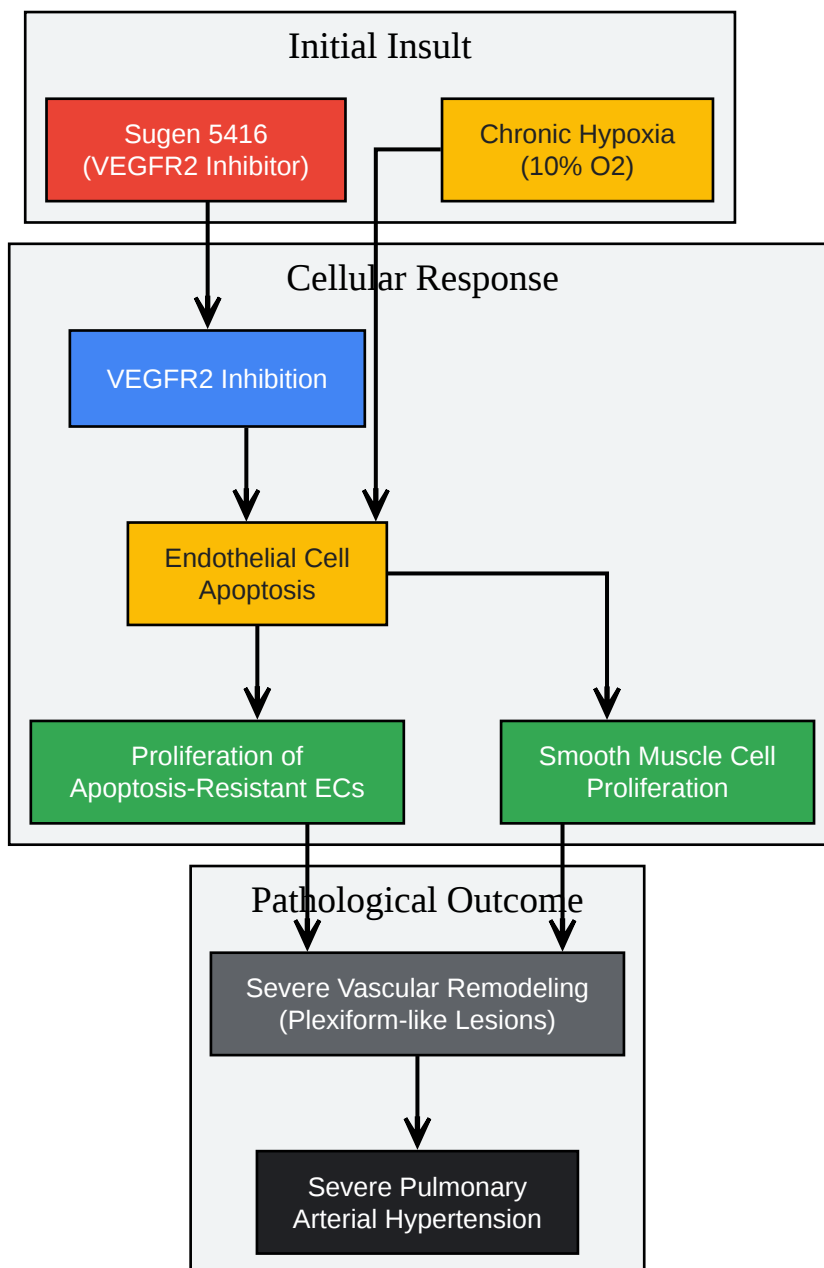 Initial Insult
Sugen 5416
(VEGFR2 Inhibitor)
Chronic Hypoxia
(10% O2)
Cellular Response
VEGFR2 Inhibition
Endothelial Cell
Apoptosis
Proliferation of
Apoptosis-Resistant ECs
Smooth Muscle Cell
Proliferation
Pathological Outcome
Severe Vascular Remodeling
(Plexiform-like Lesions)
Severe Pulmonary
Arterial Hypertension